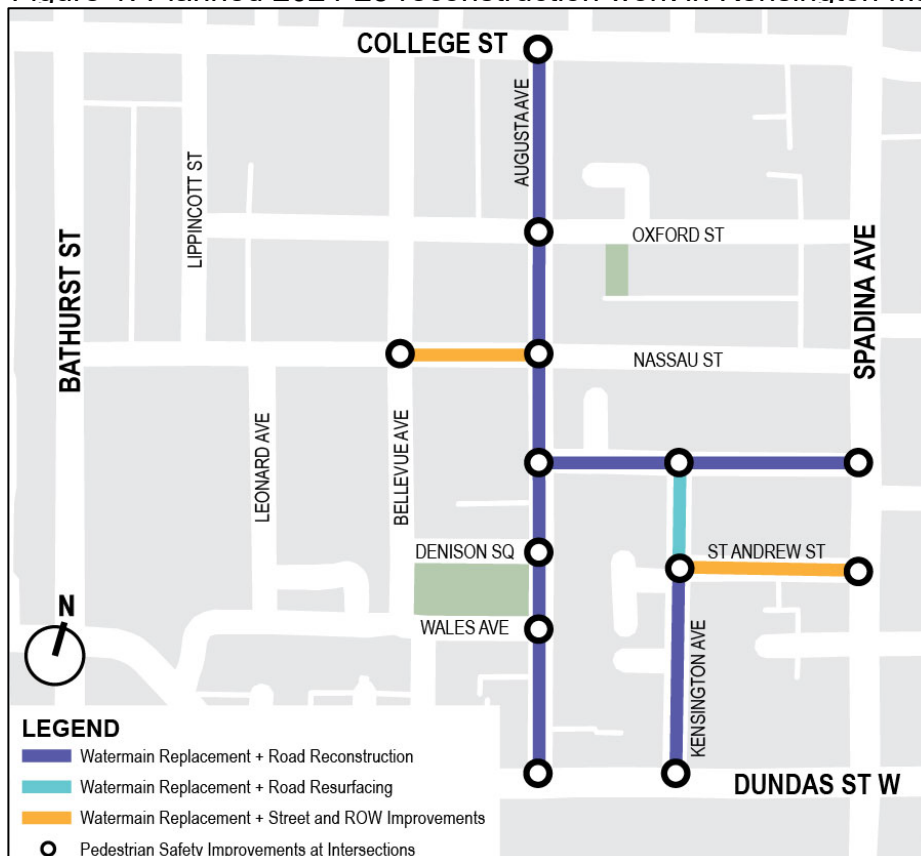 COLLEGE ST
AUGUSTA AVE
LIPPINCOTT ST
OXFORD ST
BATHURST ST
SPADINA AVE
NASSAU ST
LEONARD AVE
BELLEVUE AVE
DENISON SQ
ST ANDREW ST
WALES AVE
N
KENSINGTON AVE
DUNDAS ST W
LEGEND
Watermain Replacement + Road Reconstruction
Watermain Replacement + Road Resurfacing
Watermain Replacement + Street and ROW Improvements
Pedestrian Safety Improvements at Intersections